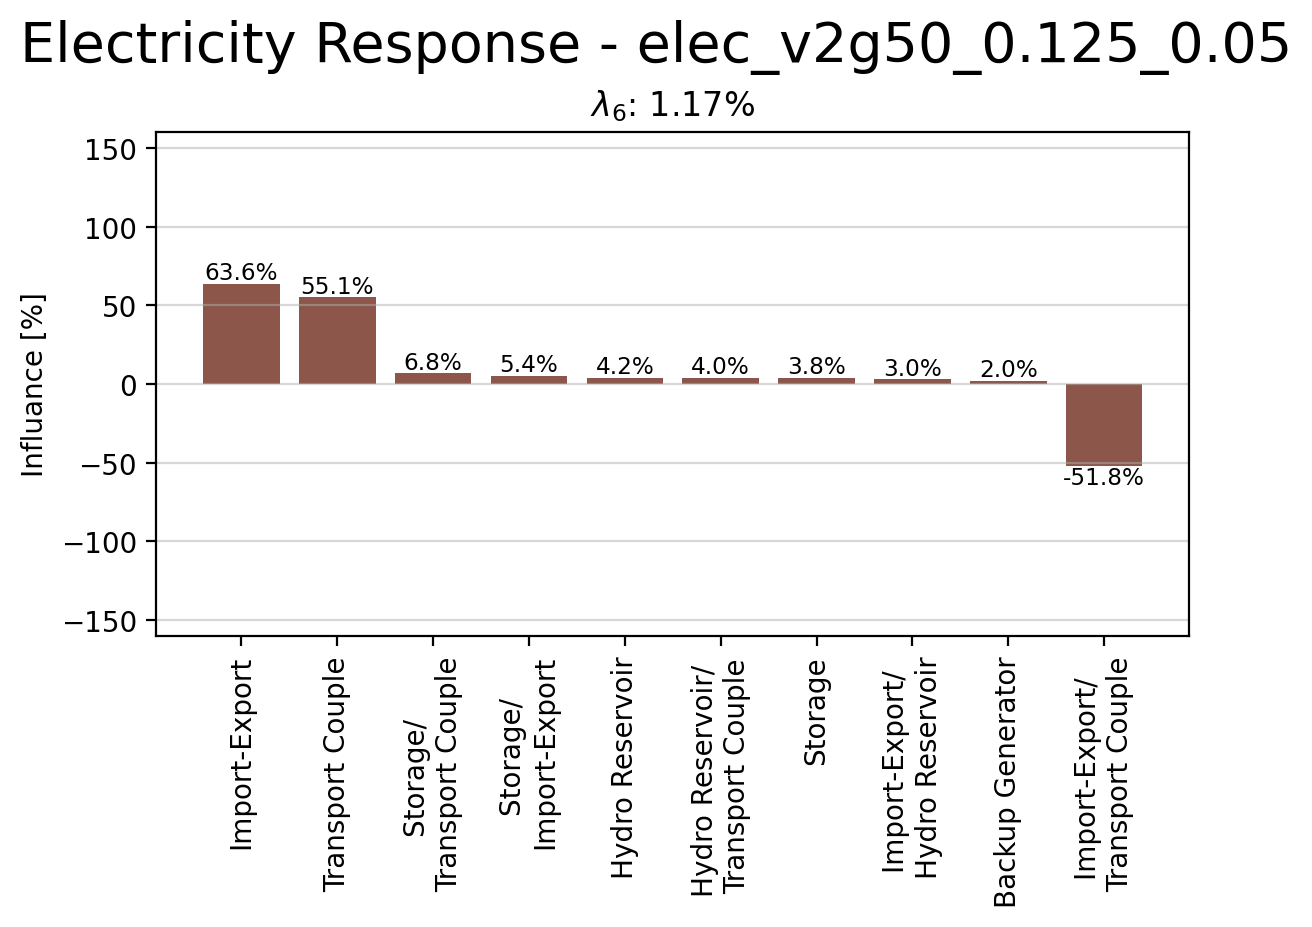 Electricity Response - elec_v2g50_0.125_0.05
λ6: 1.17%
Influance [%]
150
100
50
0
−50
−100
−150
63.6%
55.1%
6.8%
5.4%
4.2%
4.0%
3.8%
3.0%
2.0%
-51.8%
Import-Export
Transport Couple
Storage/
Transport Couple
Storage/
Import-Export
Hydro Reservoir
Hydro Reservoir/
Transport Couple
Storage
Import-Export/
Hydro Reservoir
Backup Generator
Import-Export/
Transport Couple